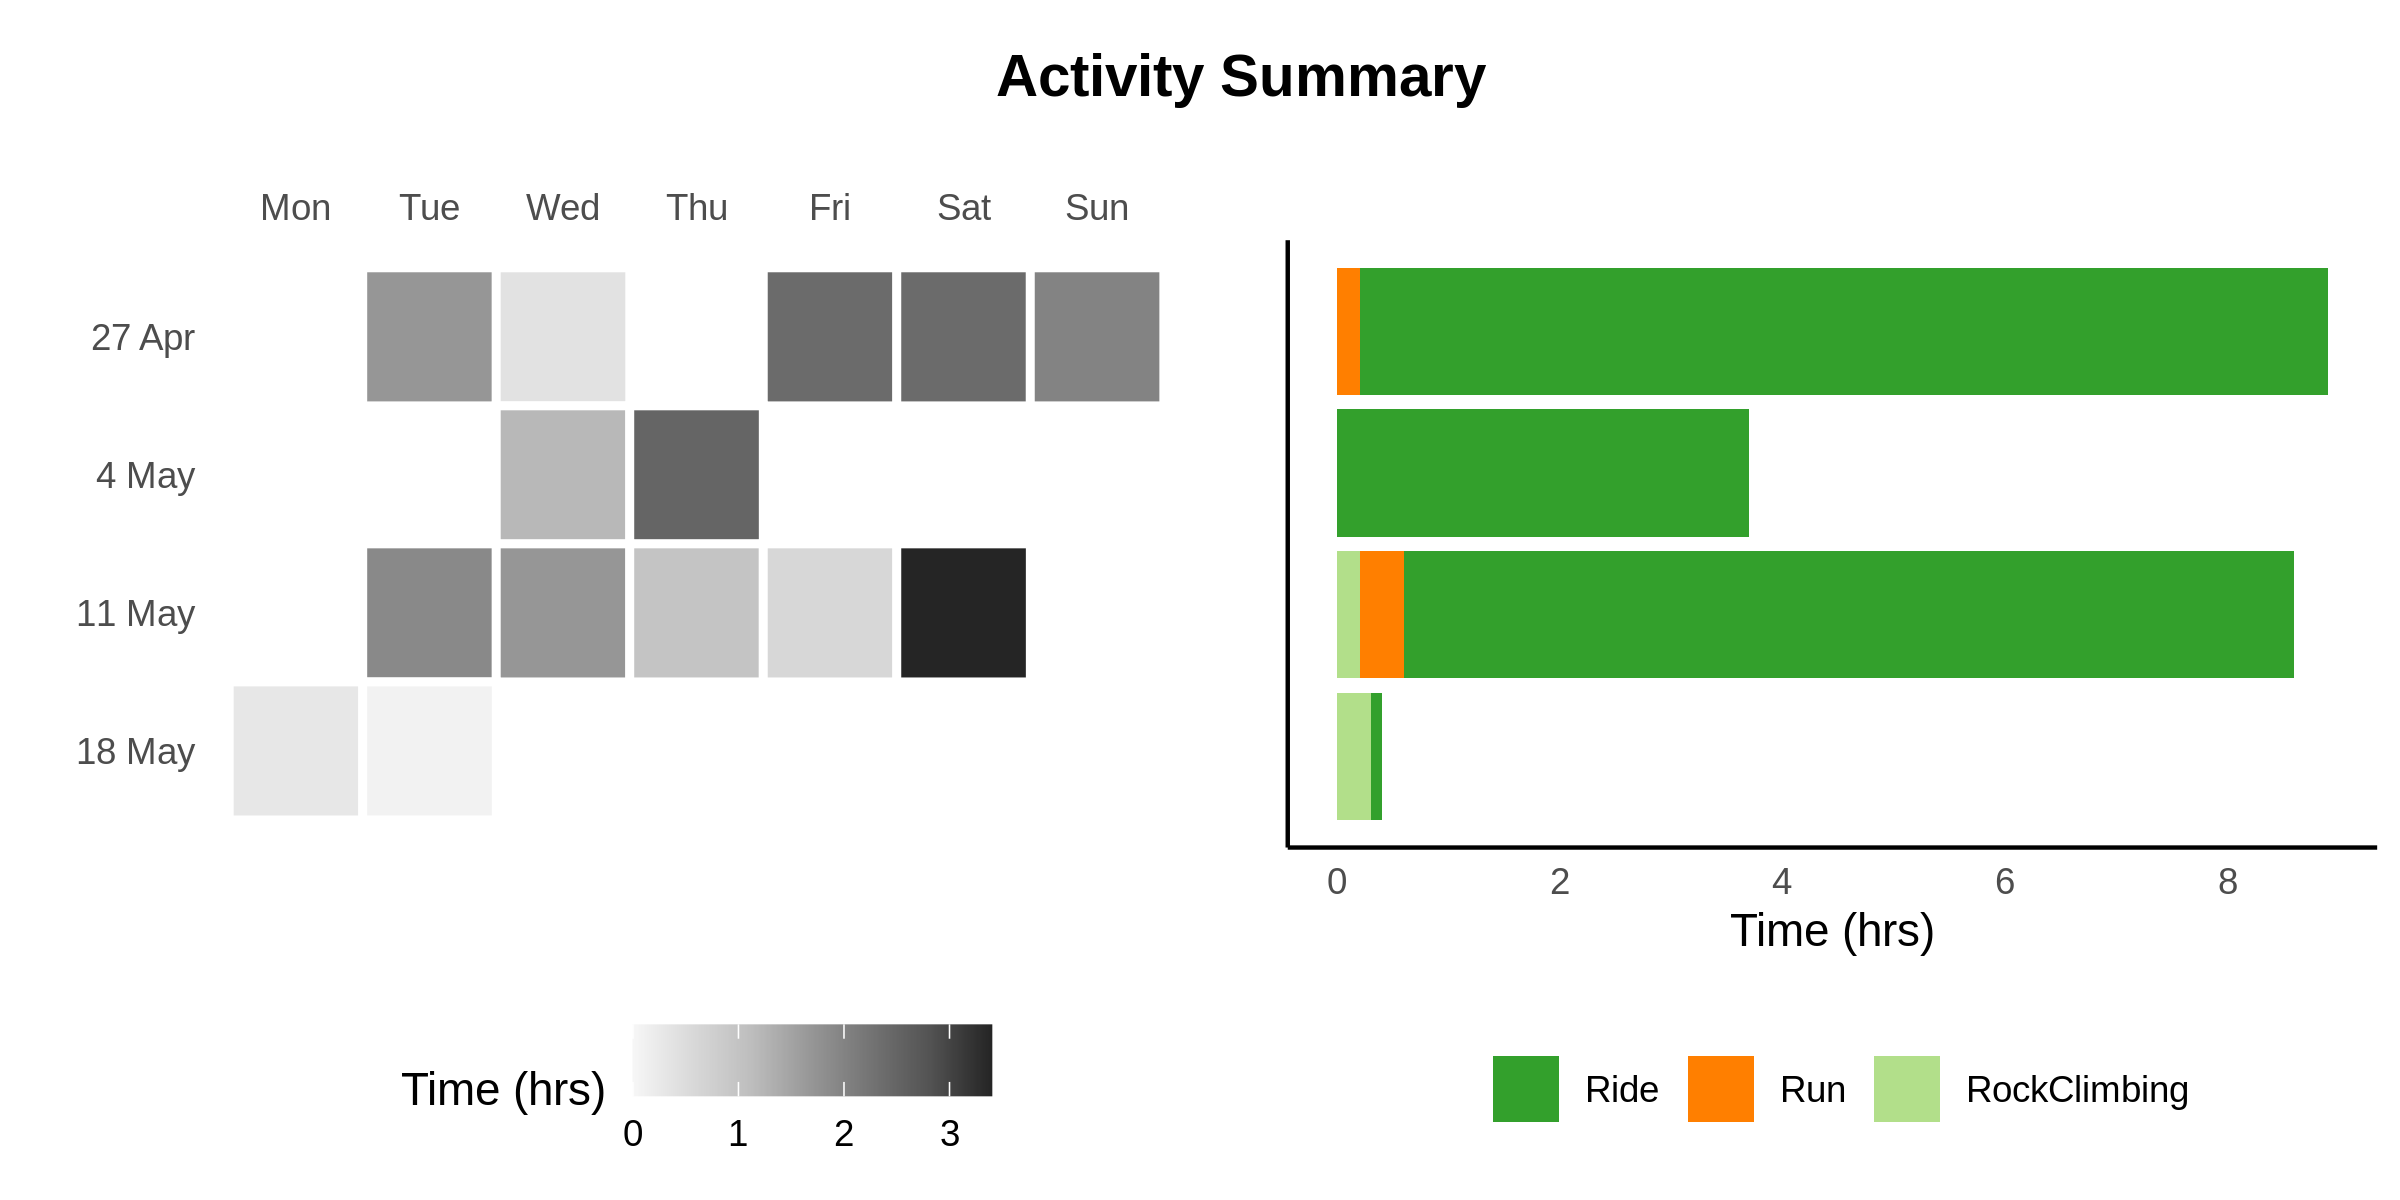 Activity Summary
Mon Tue Wed Thu Fri Sat Sun
27 Apr
4 May
11 May
18 May
0 2 4 6 8
Time (hrs)
Time (hrs)
0 1 2 3
Ride Run RockClimbing